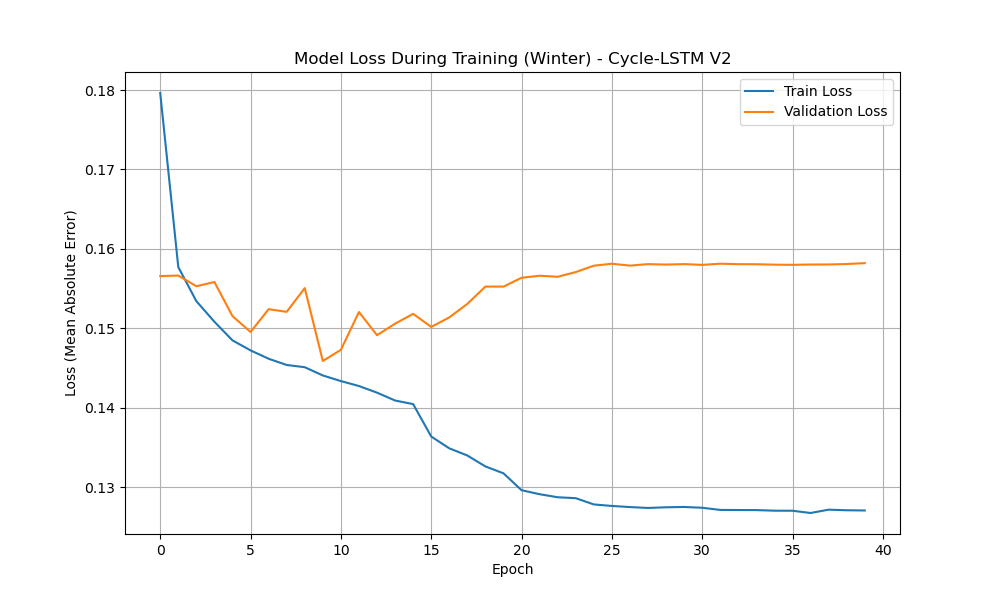 Model Loss During Training (Winter) - Cycle-LSTM V2
Train Loss
Validation Loss
Loss (Mean Absolute Error)
0.18
0.17
0.16
0.15
0.14
0.13
0 5 10 15 20 25 30 35 40
Epoch